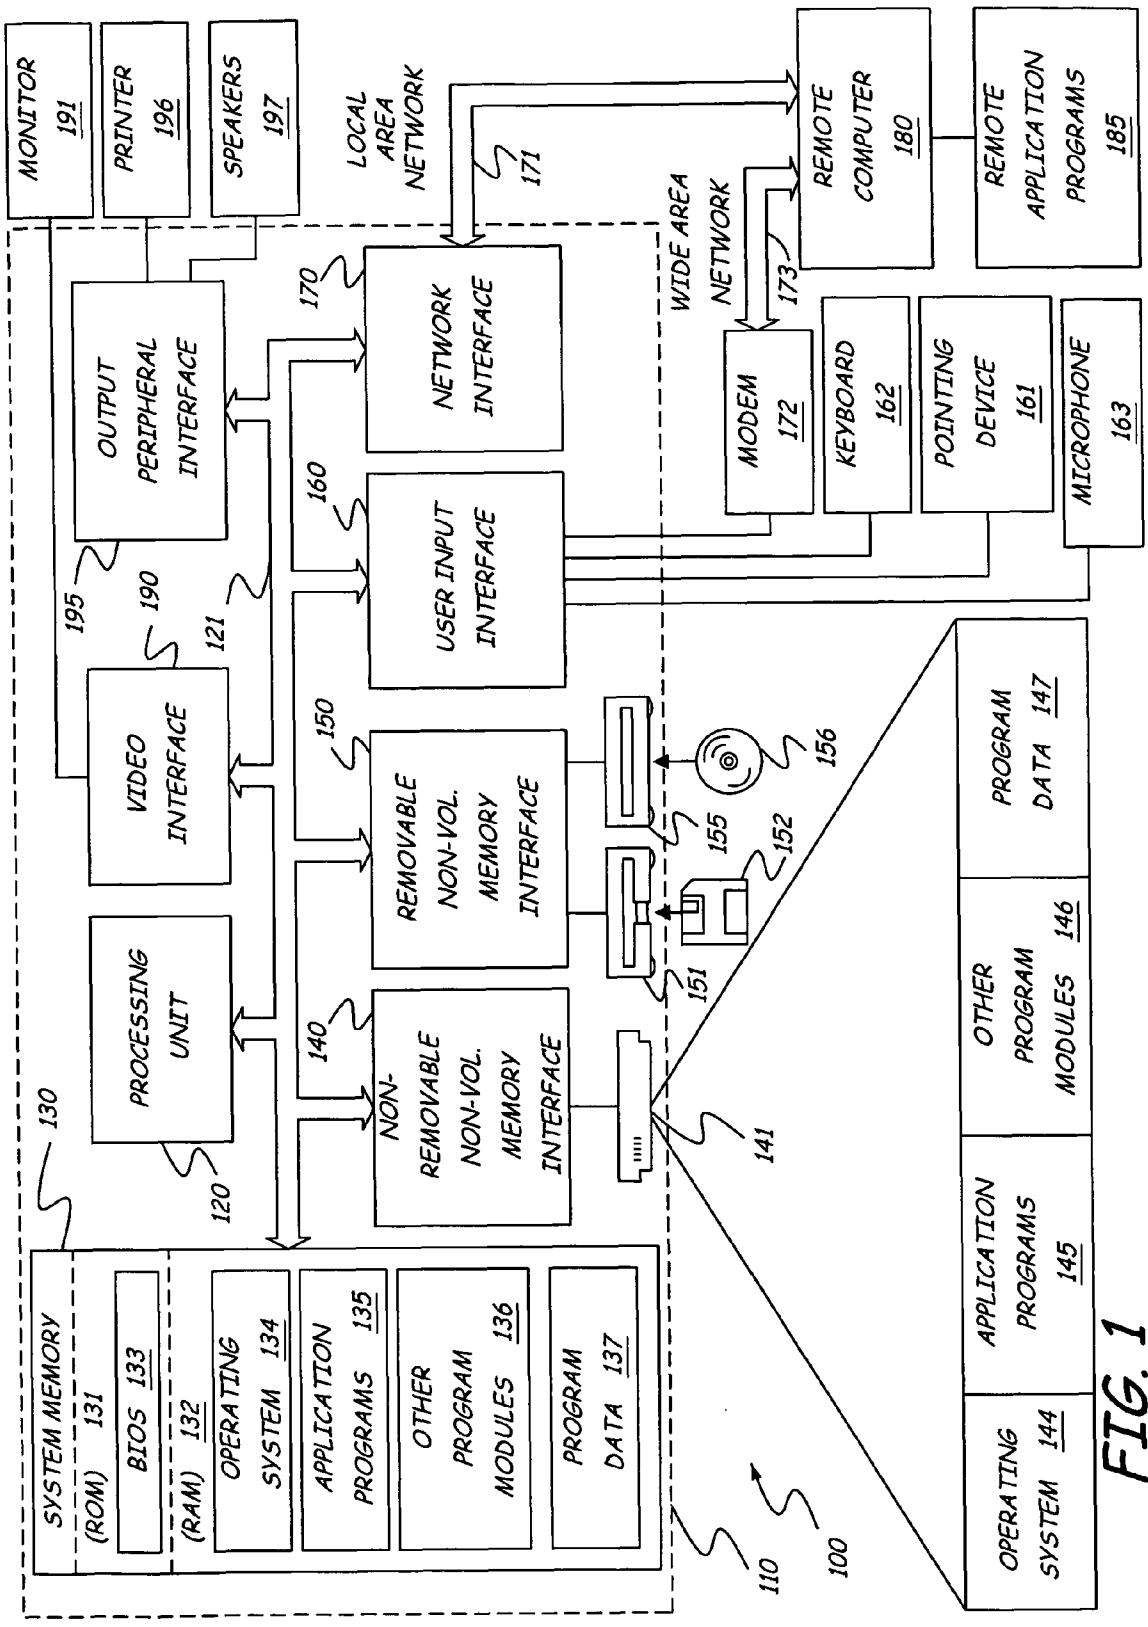 SYSTEM MEMORY
(ROM) 131
BIOS 133
(RAM) 132
OPERATING
SYSTEM 134
APPLICATION
PROGRAMS 135
OTHER
PROGRAM
MODULES 136
PROGRAM
DATA 137
130
PROCESSING
UNIT
120
VIDEO
INTERFACE
190
121
OUTPUT
PERIPHERAL
INTERFACE
195
MONITOR
191
PRINTER
196
SPEAKERS
197
NON-
REMOVABLE
NON-VOL.
MEMORY
INTERFACE
140
REMOVABLE
NON-VOL.
MEMORY
INTERFACE
150
USER INPUT
INTERFACE
160
NETWORK
INTERFACE
170
LOCAL
AREA
NETWORK
171
141
151
152
155
156
WIDE AREA
NETWORK
173
MODEM
172
KEYBOARD
162
POINTING
DEVICE
161
MICROPHONE
163
REMOTE
COMPUTER
180
REMOTE
APPLICATION
PROGRAMS
185
110
100
OPERATING
SYSTEM 144
APPLICATION
PROGRAMS
145
OTHER
PROGRAM
MODULES 146
PROGRAM
DATA 147
FIG. 1